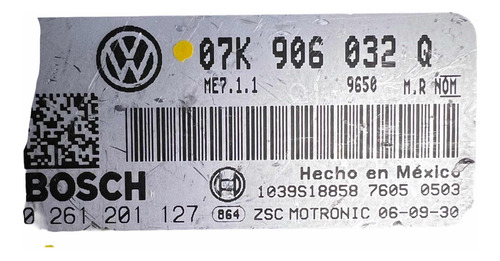 07K 906 032 Q
ME7.1.1 9650 M.R NOM
BOSCH
Hecho en México
1039S18858 7605 0503
0 261 201 127 864 ZSC MOTRONIC 06-09-30